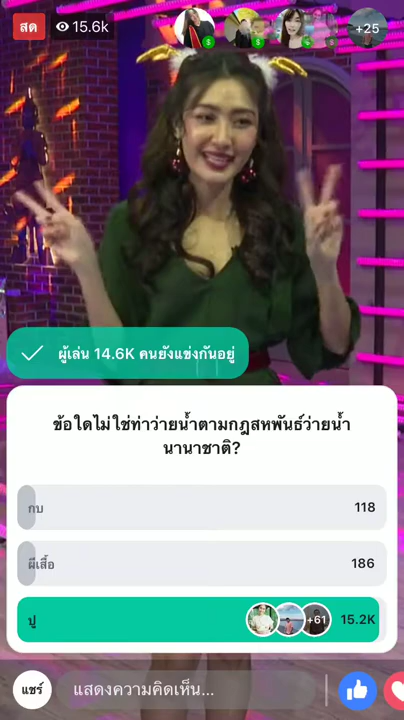 สด 15.6k +25
ผู้เล่น 14.6K คนยังแข่งกันอยู่
ข้อใดไม่ใช่ท่าว่ายน้ำตามกฎสหพันธ์ว่ายน้ำ
นานาชาติ?
กบ 118
ผีเสื้อ 186
ปู +61 15.2K
แชร์ แสดงความคิดเห็น...